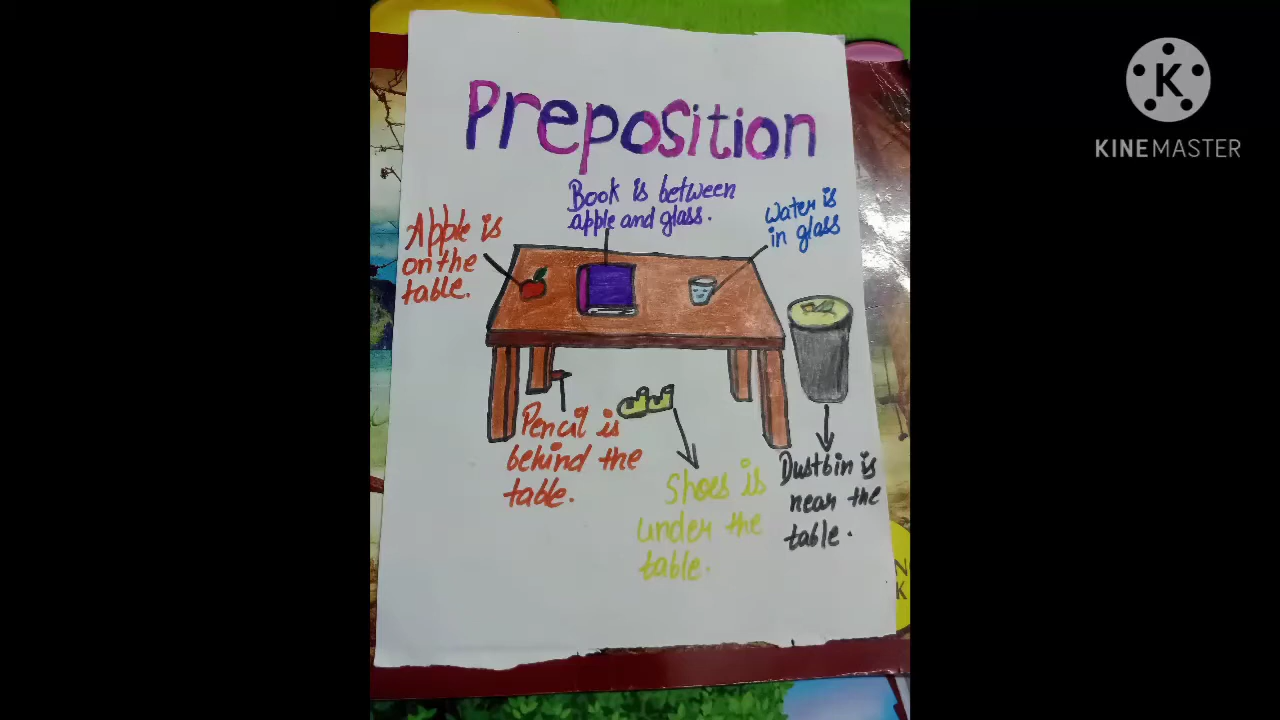 Preposition
Book is between
apple and glass.
Water is
in glass
Apple is
on the
table.
Pencil is
behind the
table.
Shoes is
under the
table.
Dustbin is
near the
table.
K
KINEMASTER
N
K